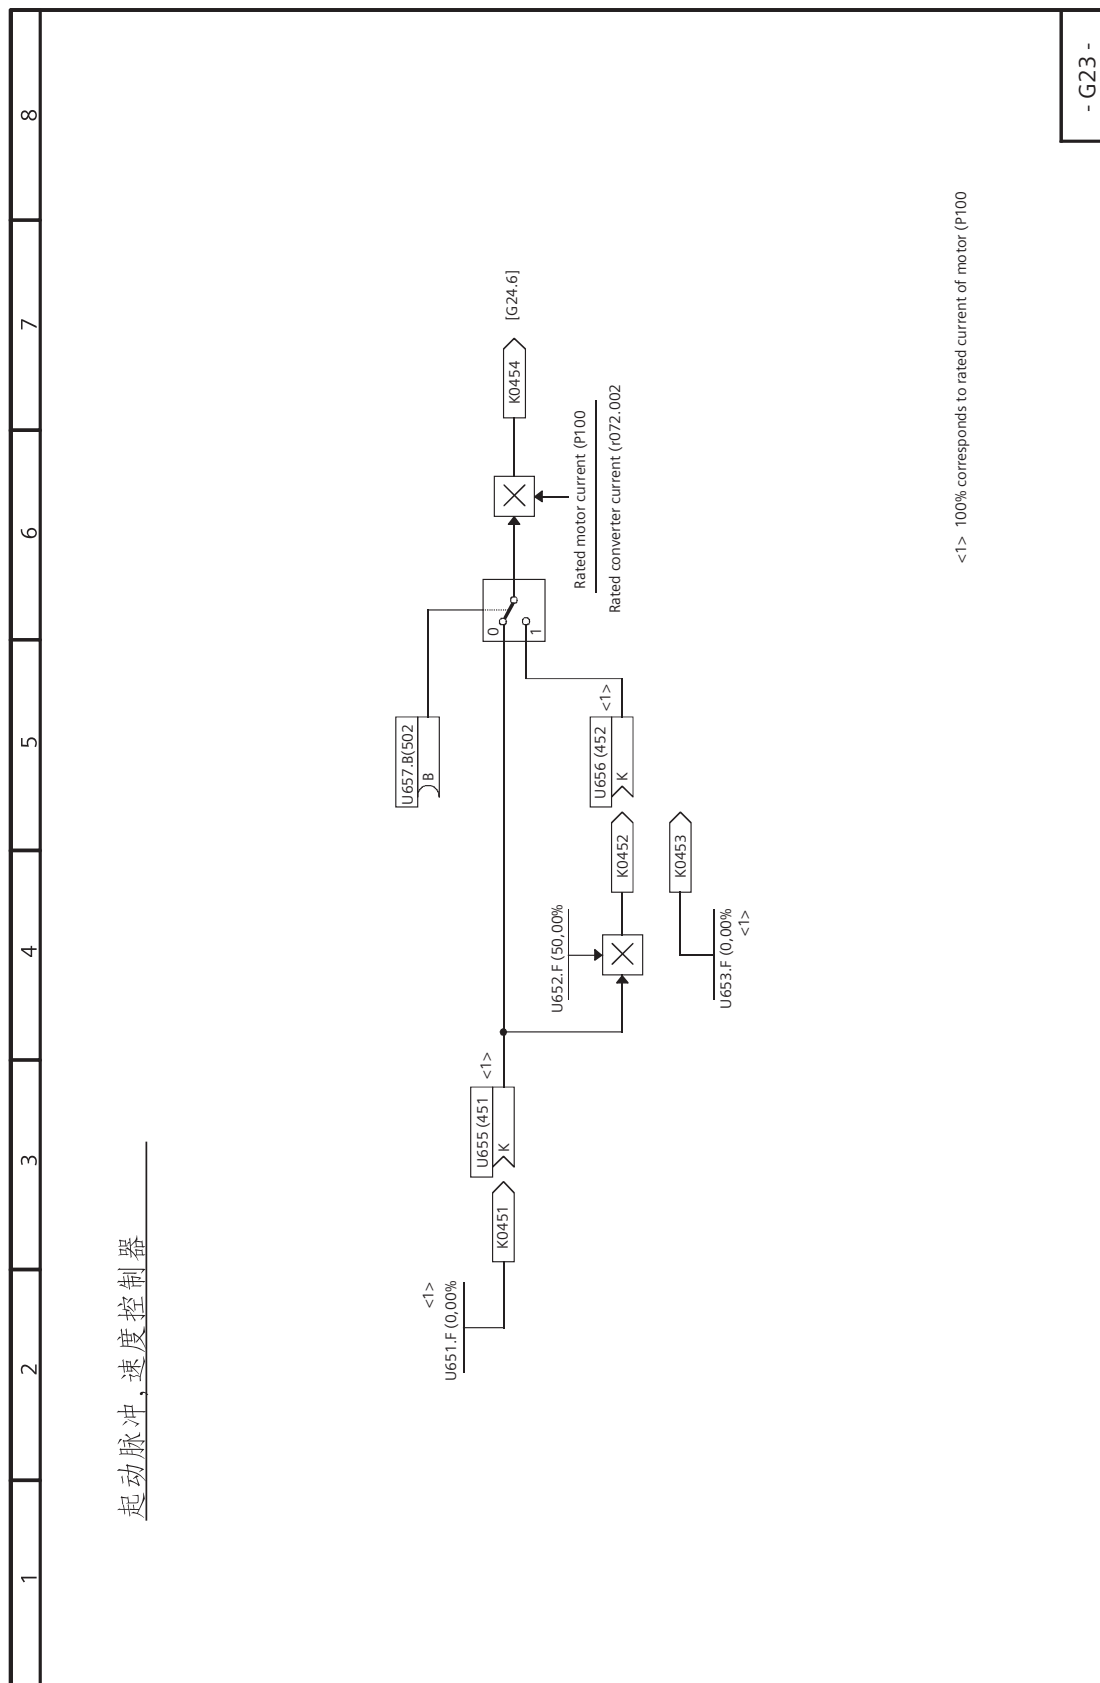 1
2
3
4
5
6
7
8
起动脉冲，速度控制器
<1>
U651.F (0,00%
K0451
U655 (451
K
<1>
U652.F (50,00%
K0452
U653.F (0,00%
<1>
K0453
U657.B(502
B
U656 (452
K
<1>
0
1
Rated motor current (P100
Rated converter current (r072.002
K0454
[G24.6]
<1> 100% corresponds to rated current of motor (P100
- G23 -